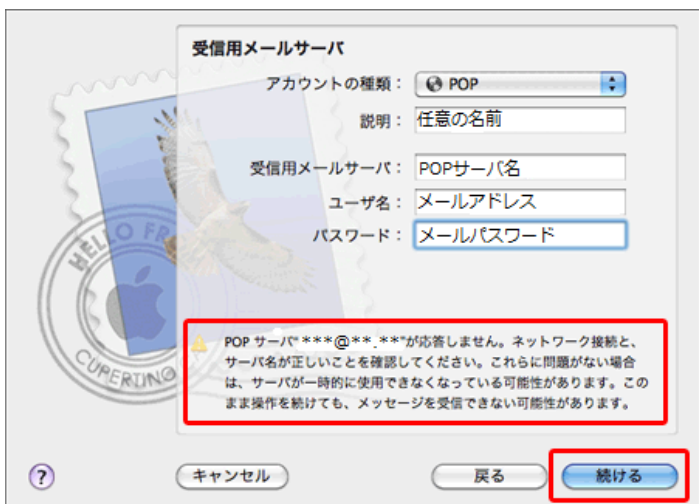 受信用メールサーバ
アカウントの種類： POP
説明： 任意の名前
受信用メールサーバ： POPサーバ名
ユーザ名： メールアドレス
パスワード： メールパスワード
POP サーバ"***@**.**"が応答しません。ネットワーク接続と、
サーバ名が正しいことを確認してください。これらに問題がない場合
は、サーバが一時的に使用できなくなっている可能性があります。この
まま操作を続けても、メッセージを受信できない可能性があります。
HELLO FR
CUPERTINO
? キャンセル 戻る 続ける